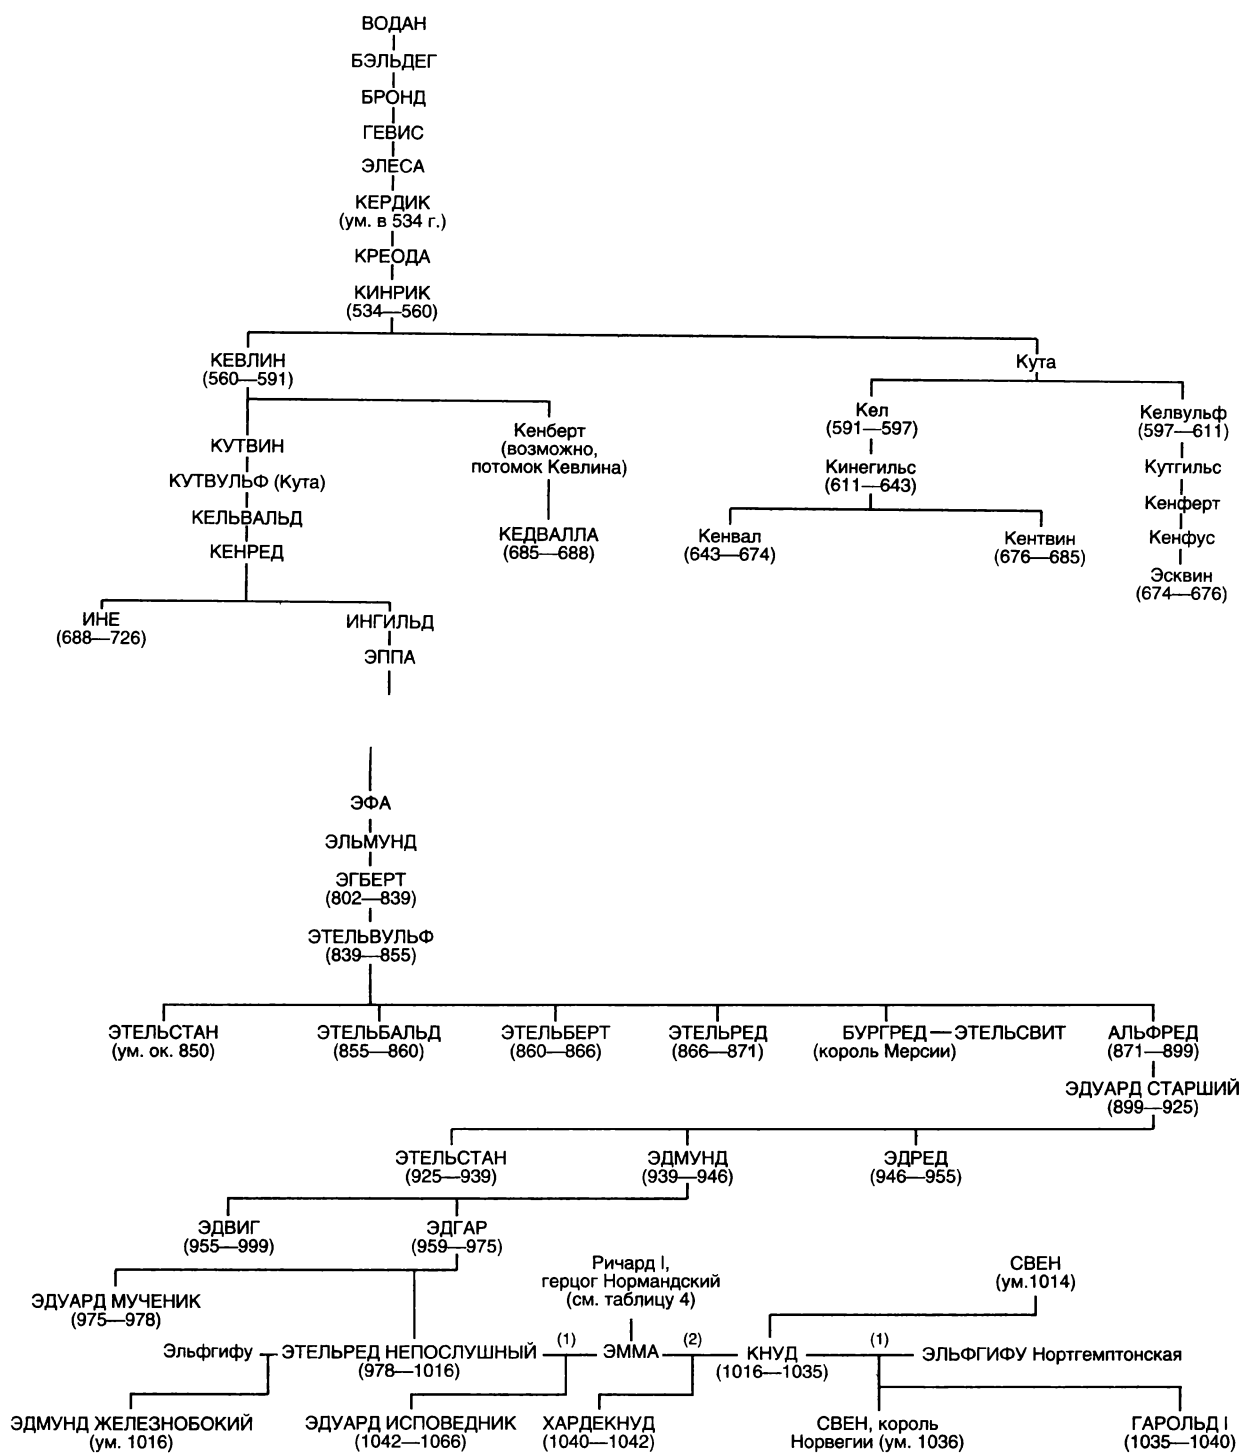 ВОДАН
БЭЛЬДЕГ
БРОНД
ГЕВИС
ЭЛЕСА
КЕРДИК
(ум. в 534 г.)
КРЕОДА
КИНРИК
(534—560)
КЕВЛИН
(560—591)
Кута
КУТВИН
КУТВУЛЬФ (Кута)
КЕЛЬВАЛЬД
КЕНРЕД
Кенберт
(возможно,
потомок Кевлина)
КЕДВАЛЛА
(685—688)
Кел
(591—597)
Кинегильс
(611—643)
Кенвал
(643—674)
Кентвин
(676—685)
Келвульф
(597—611)
Кутгильс
Кенферт
Кенфус
Эсквин
(674—676)
ИНЕ
(688—726)
ИНГИЛЬД
ЭППА
ЭФА
ЭЛЬМУНД
ЭГБЕРТ
(802—839)
ЭТЕЛЬВУЛЬФ
(839—855)
ЭТЕЛЬСТАН
(ум. ок. 850)
ЭТЕЛЬБАЛЬД
(855—860)
ЭТЕЛЬБЕРТ
(860—866)
ЭТЕЛЬРЕД
(866—871)
БУРГРЕД — ЭТЕЛЬСВИТ
(король Мерсии)
АЛЬФРЕД
(871—899)
ЭДУАРД СТАРШИЙ
(899—925)
ЭТЕЛЬСТАН
(925—939)
ЭДМУНД
(939—946)
ЭДРЕД
(946—955)
ЭДВИГ
(955—999)
ЭДГАР
(959—975)
Ричард I,
герцог Нормандский
(см. таблицу 4)
СВЕН
(ум.1014)
ЭДУАРД МУЧЕНИК
(975—978)
Эльфгифу — ЭТЕЛЬРЕД НЕПОСЛУШНЫЙ (1) ЭММА (2) КНУД (1) ЭЛЬФГИФУ Нортгемптонская
(978—1016)
(1016—1035)
ЭДМУНД ЖЕЛЕЗНОБОКИЙ
(ум. 1016)
ЭДУАРД ИСПОВЕДНИК
(1042—1066)
ХАРДЕКНУД
(1040—1042)
СВЕН, король
Норвегии (ум. 1036)
ГАРОЛЬД I
(1035—1040)